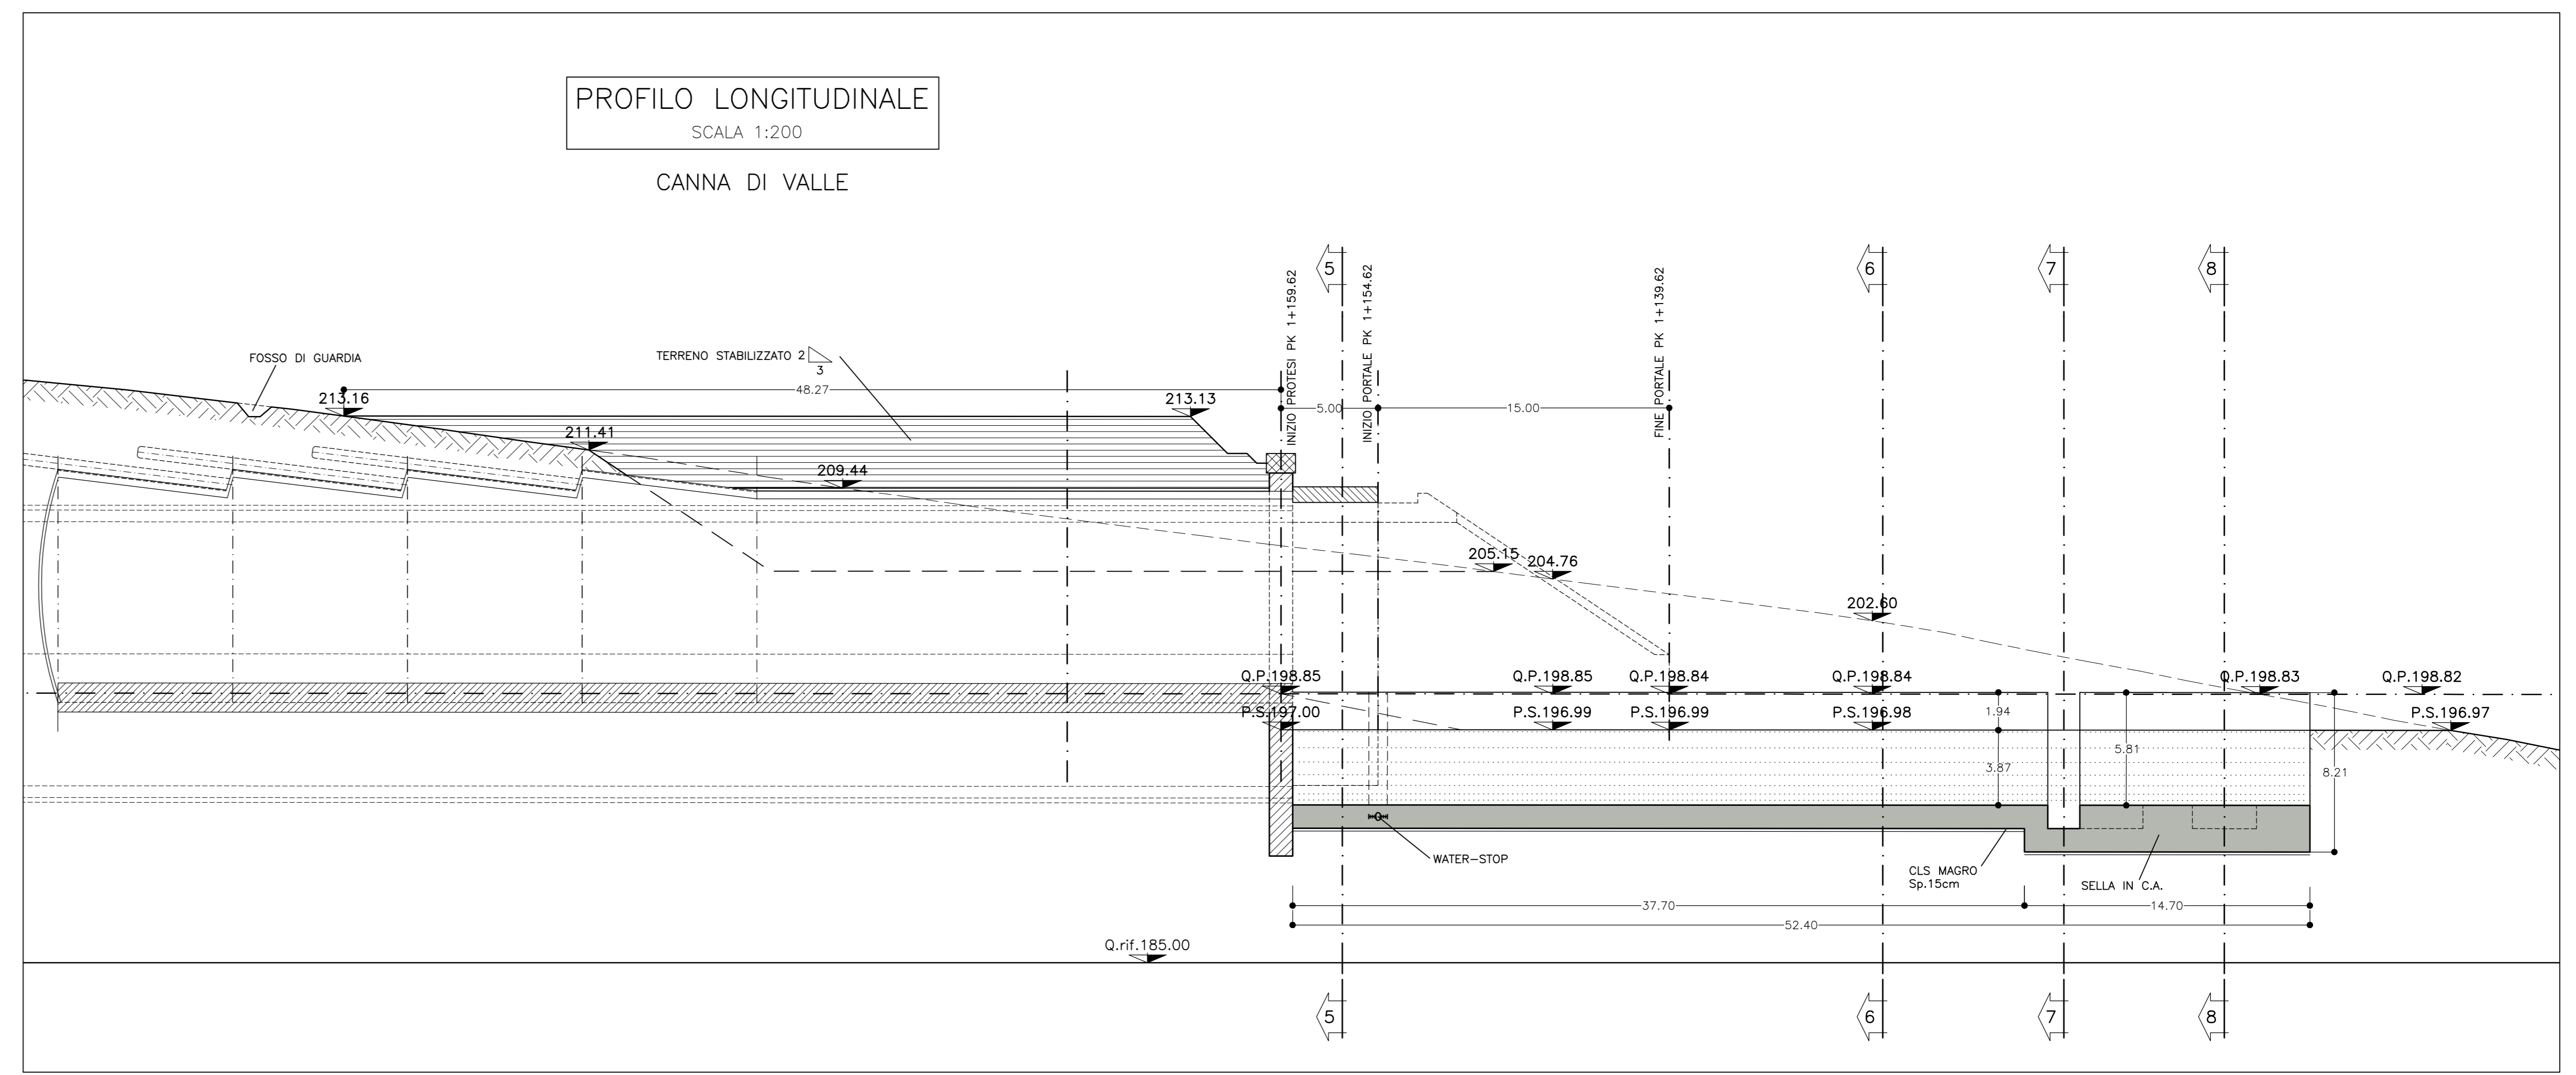 PROFILO LONGITUDINALE
SCALA 1:200
CANNA DI VALLE
5
6
7
8
INIZIO PROTESI PK 1+159.62
INIZIO PORTALE PK 1+154.62
FINE PORTALE PK 1+139.62
FOSSO DI GUARDIA
TERRENO STABILIZZATO 2
3
48.27
213.16
213.13
5.00
15.00
211.41
209.44
205.15
204.76
202.60
Q.P.198.85
Q.P.198.85
Q.P.198.84
Q.P.198.84
Q.P.198.83
Q.P.198.82
P.S.197.00
P.S.196.99
P.S.196.99
P.S.196.98
P.S.196.97
1.94
5.81
3.87
8.21
WATER-STOP
CLS MAGRO
Sp.15cm
SELLA IN C.A.
37.70
14.70
52.40
Q.rif.185.00
5
6
7
8